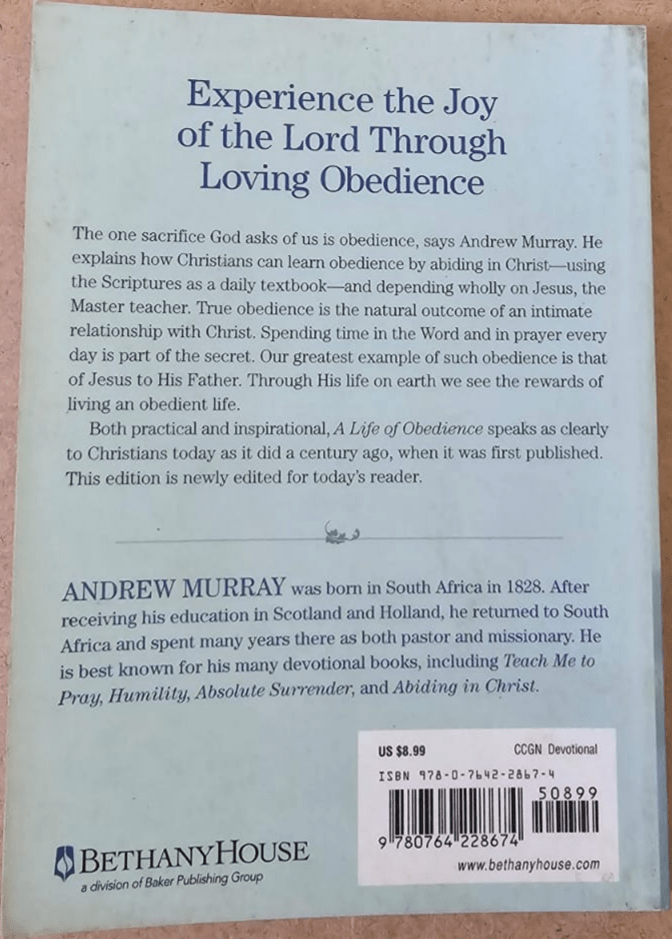 Experience the Joy
of the Lord Through
Loving Obedience
The one sacrifice God asks of us is obedience, says Andrew Murray. He
explains how Christians can learn obedience by abiding in Christ—using
the Scriptures as a daily textbook—and depending wholly on Jesus, the
Master teacher. True obedience is the natural outcome of an intimate
relationship with Christ. Spending time in the Word and in prayer every
day is part of the secret. Our greatest example of such obedience is that
of Jesus to His Father. Through His life on earth we see the rewards of
living an obedient life.
Both practical and inspirational, A Life of Obedience speaks as clearly
to Christians today as it did a century ago, when it was first published.
This edition is newly edited for today's reader.
ANDREW MURRAY was born in South Africa in 1828. After
receiving his education in Scotland and Holland, he returned to South
Africa and spent many years there as both pastor and missionary. He
is best known for his many devotional books, including Teach Me to
Pray, Humility, Absolute Surrender, and Abiding in Christ.
US $8.99 CCGN Devotional
ISBN 978-0-7642-2867-4
50899
9 780764 228674
www.bethanyhouse.com
BETHANYHOUSE
a division of Baker Publishing Group